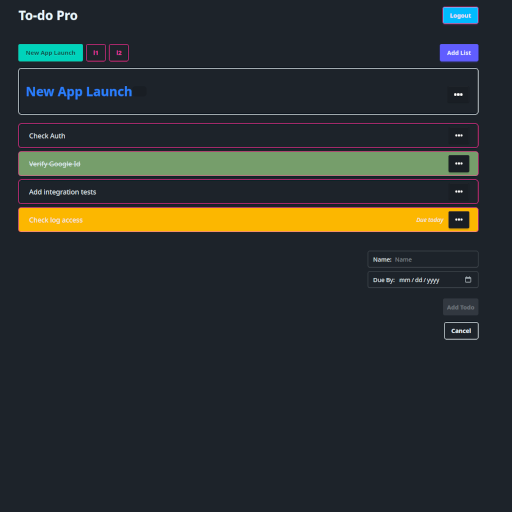 To-do Pro
Logout
New App Launch
l1
l2
Add List
New App Launch
Check Auth
Verify Google Id
Add integration tests
Check log access
Due today
Name: Name
Due By: mm/dd/yyyy
Add Todo
Cancel